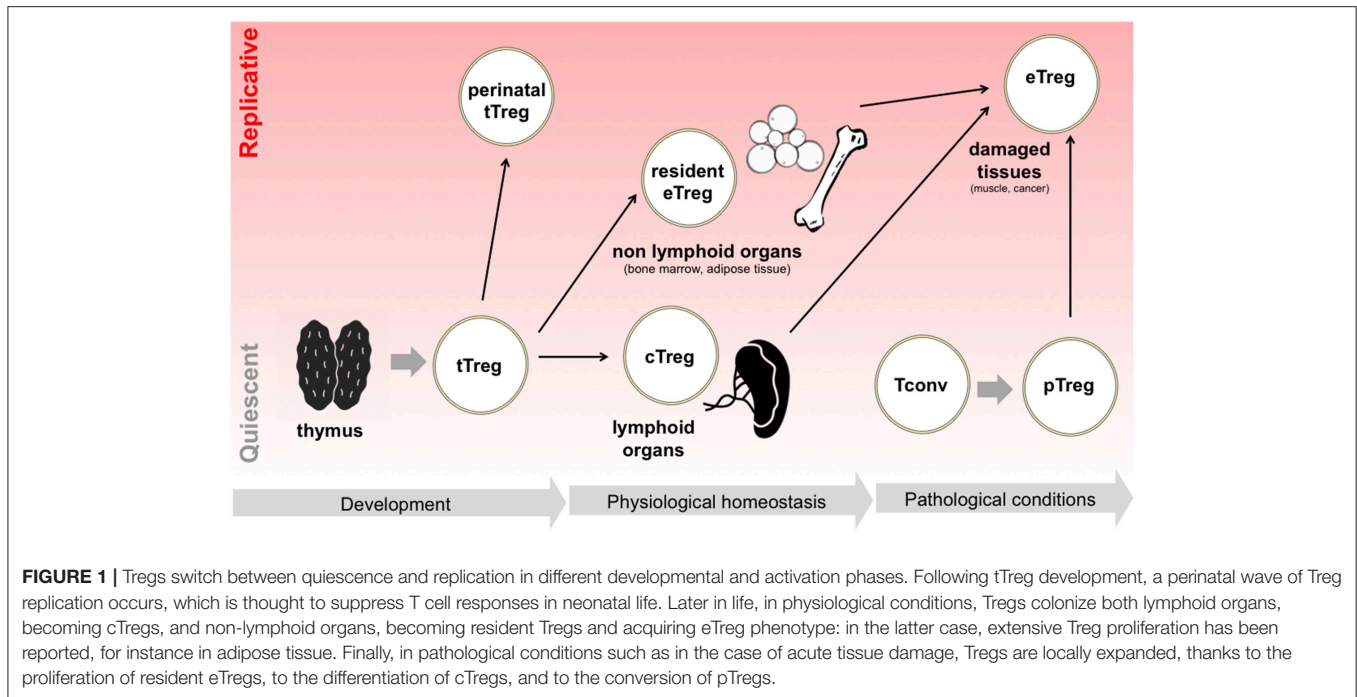 Replicative
Quiescent
perinatal
tTreg
resident
eTreg
non lymphoid organs
(bone marrow, adipose tissue)
eTreg
damaged
tissues
(muscle, cancer)
thymus
tTreg
cTreg
lymphoid
organs
Tconv
pTreg
Development
Physiological homeostasis
Pathological conditions
FIGURE 1 | Tregs switch between quiescence and replication in different developmental and activation phases. Following tTreg development, a perinatal wave of Treg
replication occurs, which is thought to suppress T cell responses in neonatal life. Later in life, in physiological conditions, Tregs colonize both lymphoid organs,
becoming cTregs, and non-lymphoid organs, becoming resident Tregs and acquiring eTreg phenotype: in the latter case, extensive Treg proliferation has been
reported, for instance in adipose tissue. Finally, in pathological conditions such as in the case of acute tissue damage, Tregs are locally expanded, thanks to the
proliferation of resident eTregs, to the differentiation of cTregs, and to the conversion of pTregs.